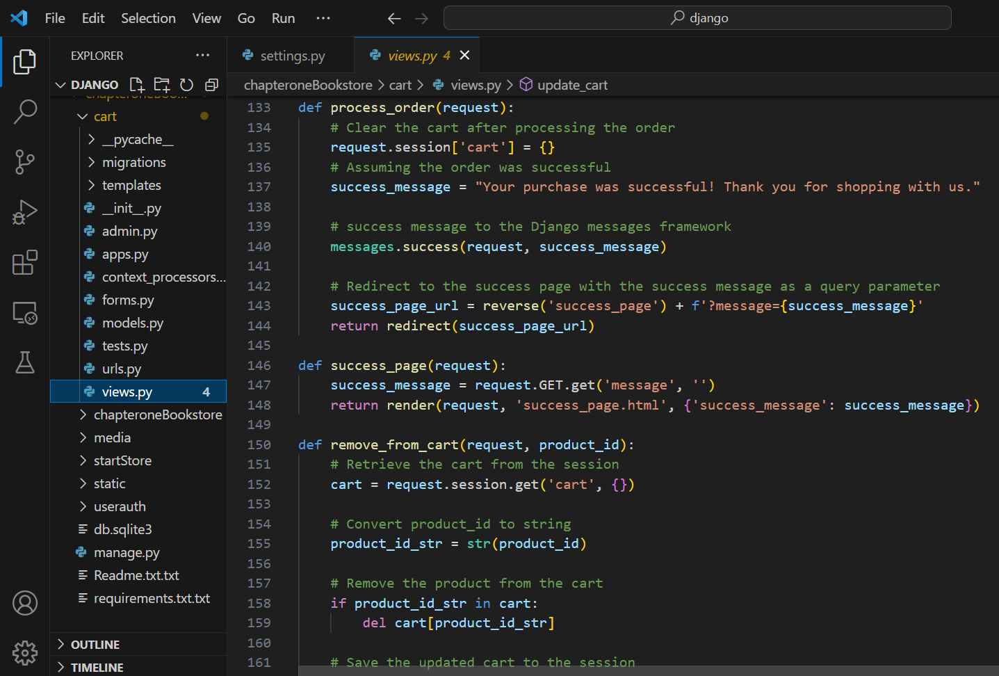 File Edit Selection View Go Run ···
django
EXPLORER ···
settings.py
views.py 4
DJANGO
chapteroneBookstore > cart > views.py > update_cart
chapteroneBoo...
cart
__pycache__
migrations
templates
__init__.py
admin.py
apps.py
context_processors...
forms.py
models.py
tests.py
urls.py
views.py 4
chapteroneBookstore
media
startStore
static
userauth
db.sqlite3
manage.py
Readme.txt.txt
requirements.txt.txt
OUTLINE
TIMELINE
133 def process_order(request):
134 # Clear the cart after processing the order
135 request.session['cart'] = {}
136 # Assuming the order was successful
137 success_message = "Your purchase was successful! Thank you for shopping with us."
138
139 # success message to the Django messages framework
140 messages.success(request, success_message)
141
142 # Redirect to the success page with the success message as a query parameter
143 success_page_url = reverse('success_page') + f'?message={success_message}'
144 return redirect(success_page_url)
145
146 def success_page(request):
147 success_message = request.GET.get('message', '')
148 return render(request, 'success_page.html', {'success_message': success_message})
149
150 def remove_from_cart(request, product_id):
151 # Retrieve the cart from the session
152 cart = request.session.get('cart', {})
153
154 # Convert product_id to string
155 product_id_str = str(product_id)
156
157 # Remove the product from the cart
158 if product_id_str in cart:
159 del cart[product_id_str]
160
161 # Save the updated cart to the session